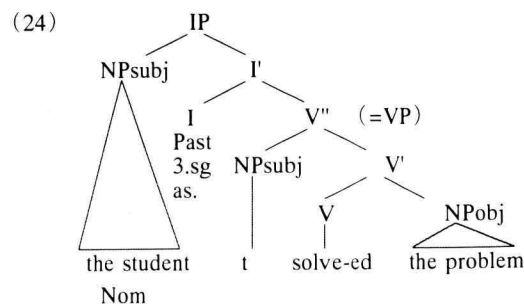 (24) IP
NPsubj I'
I V'' (=VP)
Past
3.sg NPsubj V'
as.
V NPobj
the student t solve-ed the problem
Nom